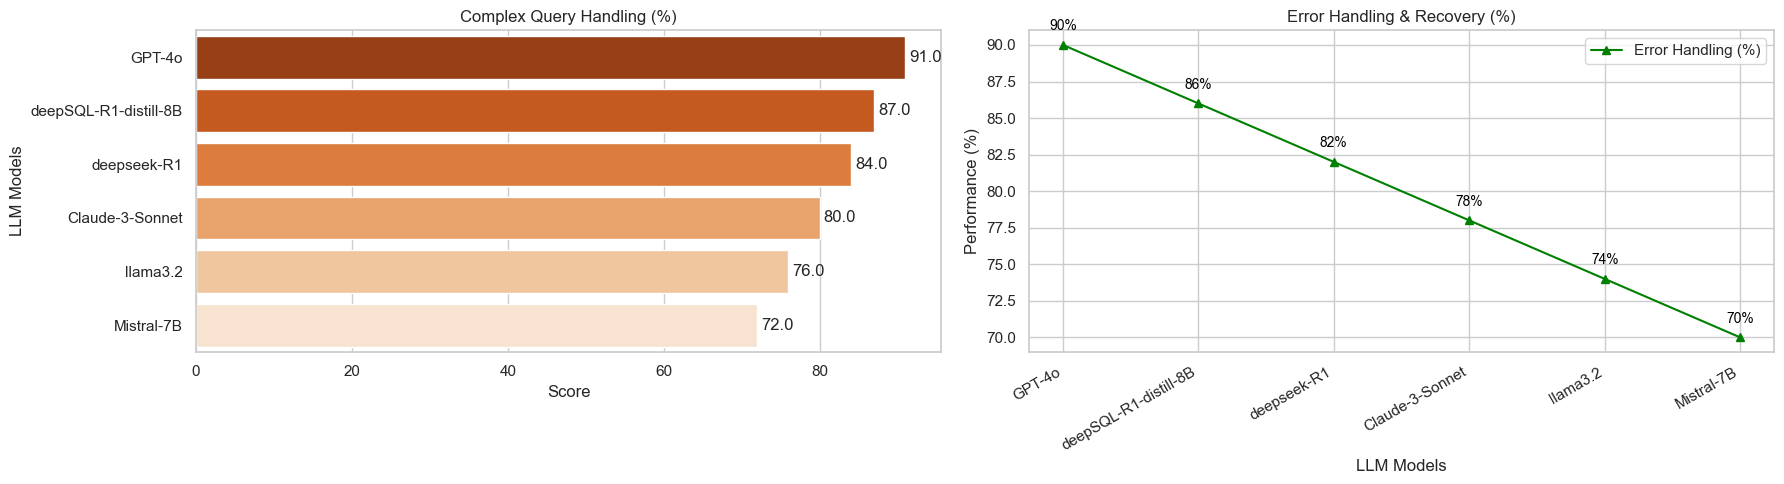 Complex Query Handling (%)
LLM Models
GPT-4o
91.0
deepSQL-R1-distill-8B
87.0
deepseek-R1
84.0
Claude-3-Sonnet
80.0
llama3.2
76.0
Mistral-7B
72.0
0 20 40 60 80
Score
Error Handling & Recovery (%)
Error Handling (%)
Performance (%)
90.0
87.5
85.0
82.5
80.0
77.5
75.0
72.5
70.0
90%
86%
82%
78%
74%
70%
GPT-4o
deepSQL-R1-distill-8B
deepseek-R1
Claude-3-Sonnet
llama3.2
Mistral-7B
LLM Models